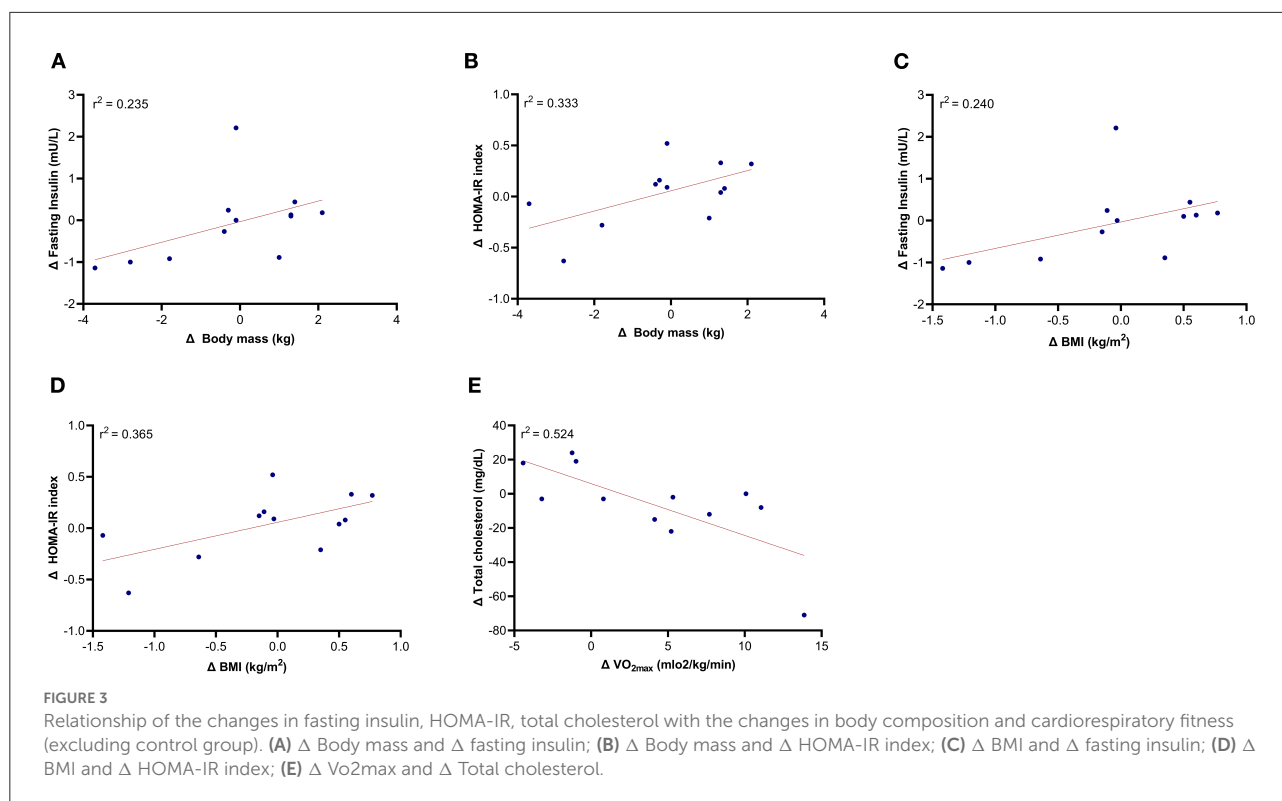 A
r² = 0.235
3
2
1
0
-1
-2
Δ Fasting Insulin (mU/L)
-4
-2
0
2
4
Δ Body mass (kg)
B
r² = 0.333
1.0
0.5
0.0
-0.5
-1.0
Δ HOMA-IR index
-4
-2
0
2
4
Δ Body mass (kg)
C
r² = 0.240
3
2
1
0
-1
-2
Δ Fasting Insulin (mU/L)
-1.5
-1.0
-0.5
0.0
0.5
1.0
Δ BMI (kg/m²)
D
r² = 0.365
1.0
0.5
0.0
-0.5
-1.0
Δ HOMA-IR index
-1.5
-1.0
-0.5
0.0
0.5
1.0
Δ BMI (kg/m²)
E
r² = 0.524
40
20
0
-20
-40
-60
-80
Δ Total cholesterol (mg/dL)
-5
0
5
10
15
Δ VO₂max (mlo2/kg/min)
FIGURE 3
Relationship of the changes in fasting insulin, HOMA-IR, total cholesterol with the changes in body composition and cardiorespiratory fitness
(excluding control group). (A) Δ Body mass and Δ fasting insulin; (B) Δ Body mass and Δ HOMA-IR index; (C) Δ BMI and Δ fasting insulin; (D) Δ
BMI and Δ HOMA-IR index; (E) Δ Vo2max and Δ Total cholesterol.